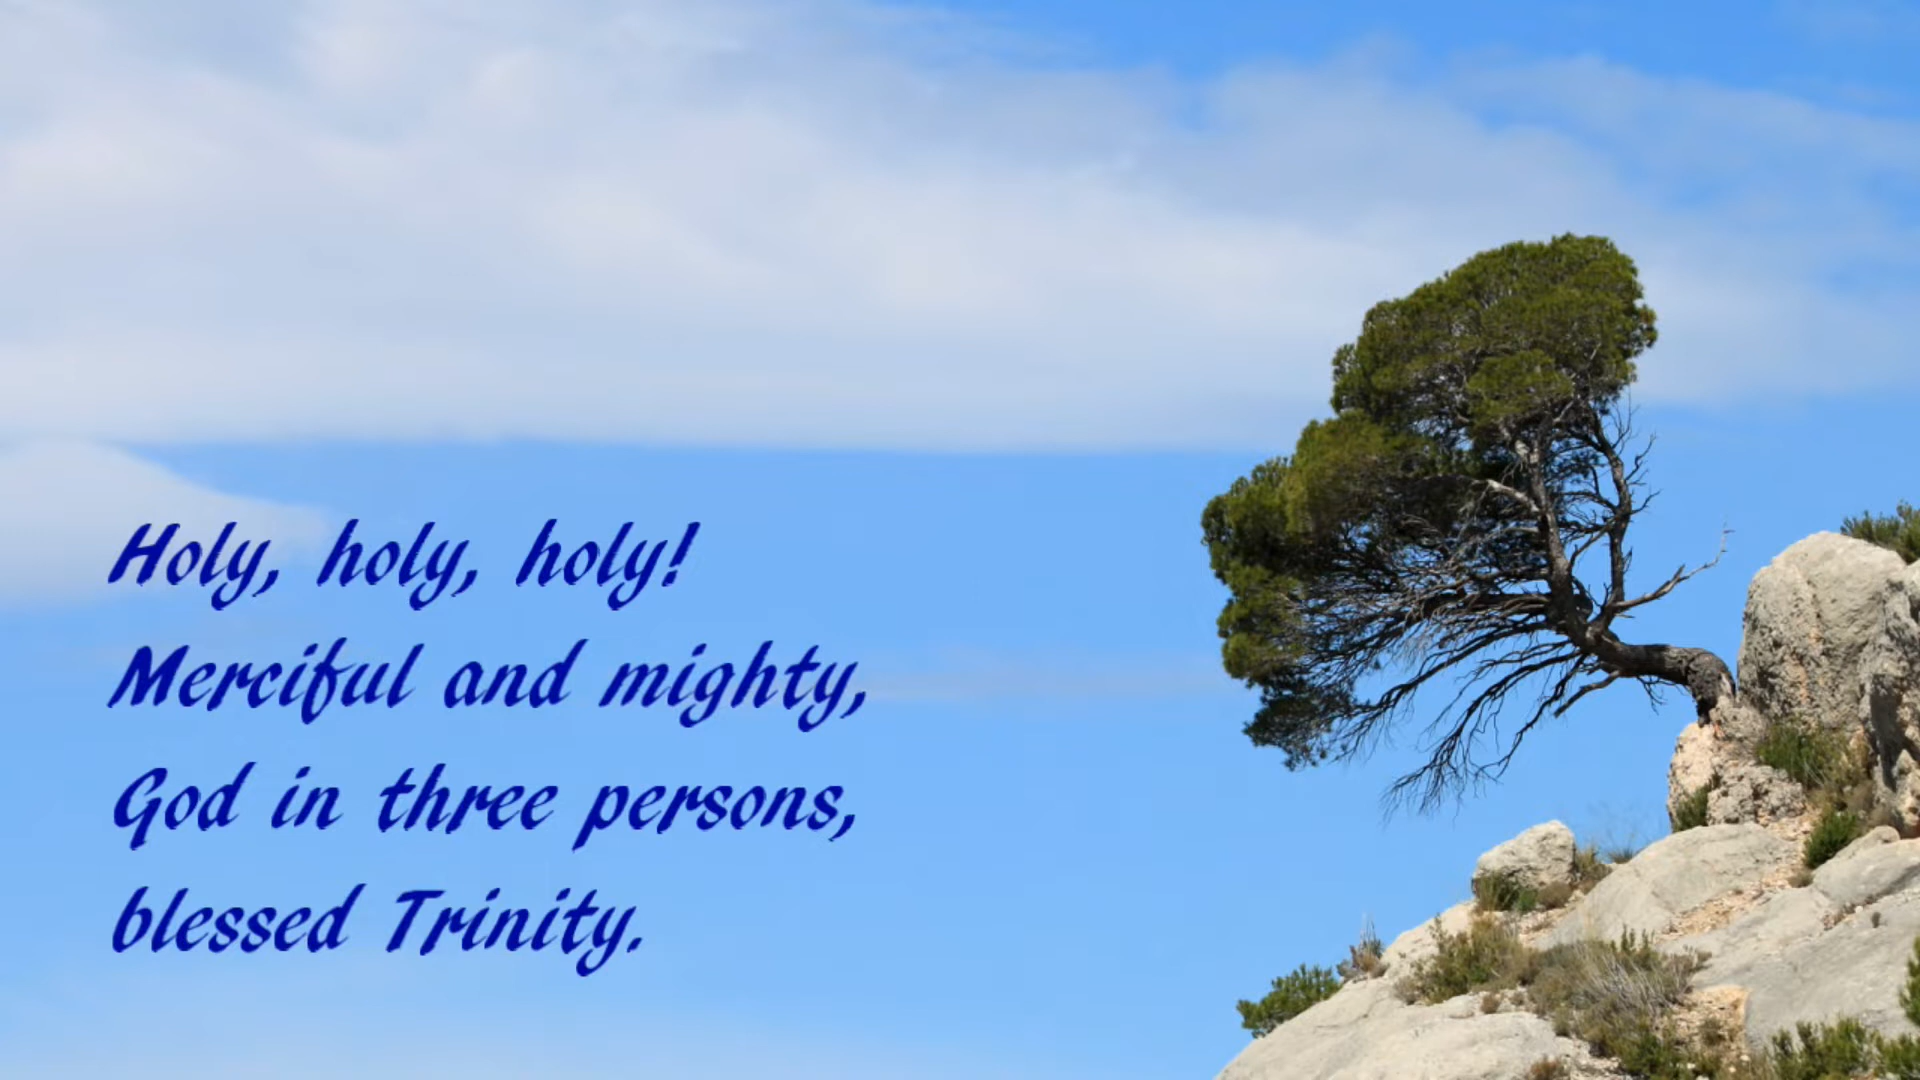 Holy, holy, holy!
Merciful and mighty,
God in three persons,
blessed Trinity.